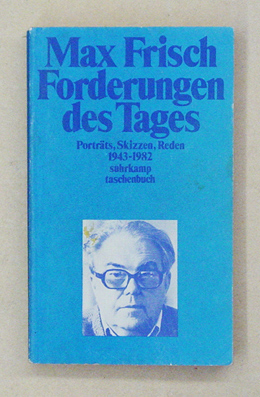 Max Frisch
Forderungen
des Tages
Porträts, Skizzen, Reden
1943-1982
suhrkamp
taschenbuch